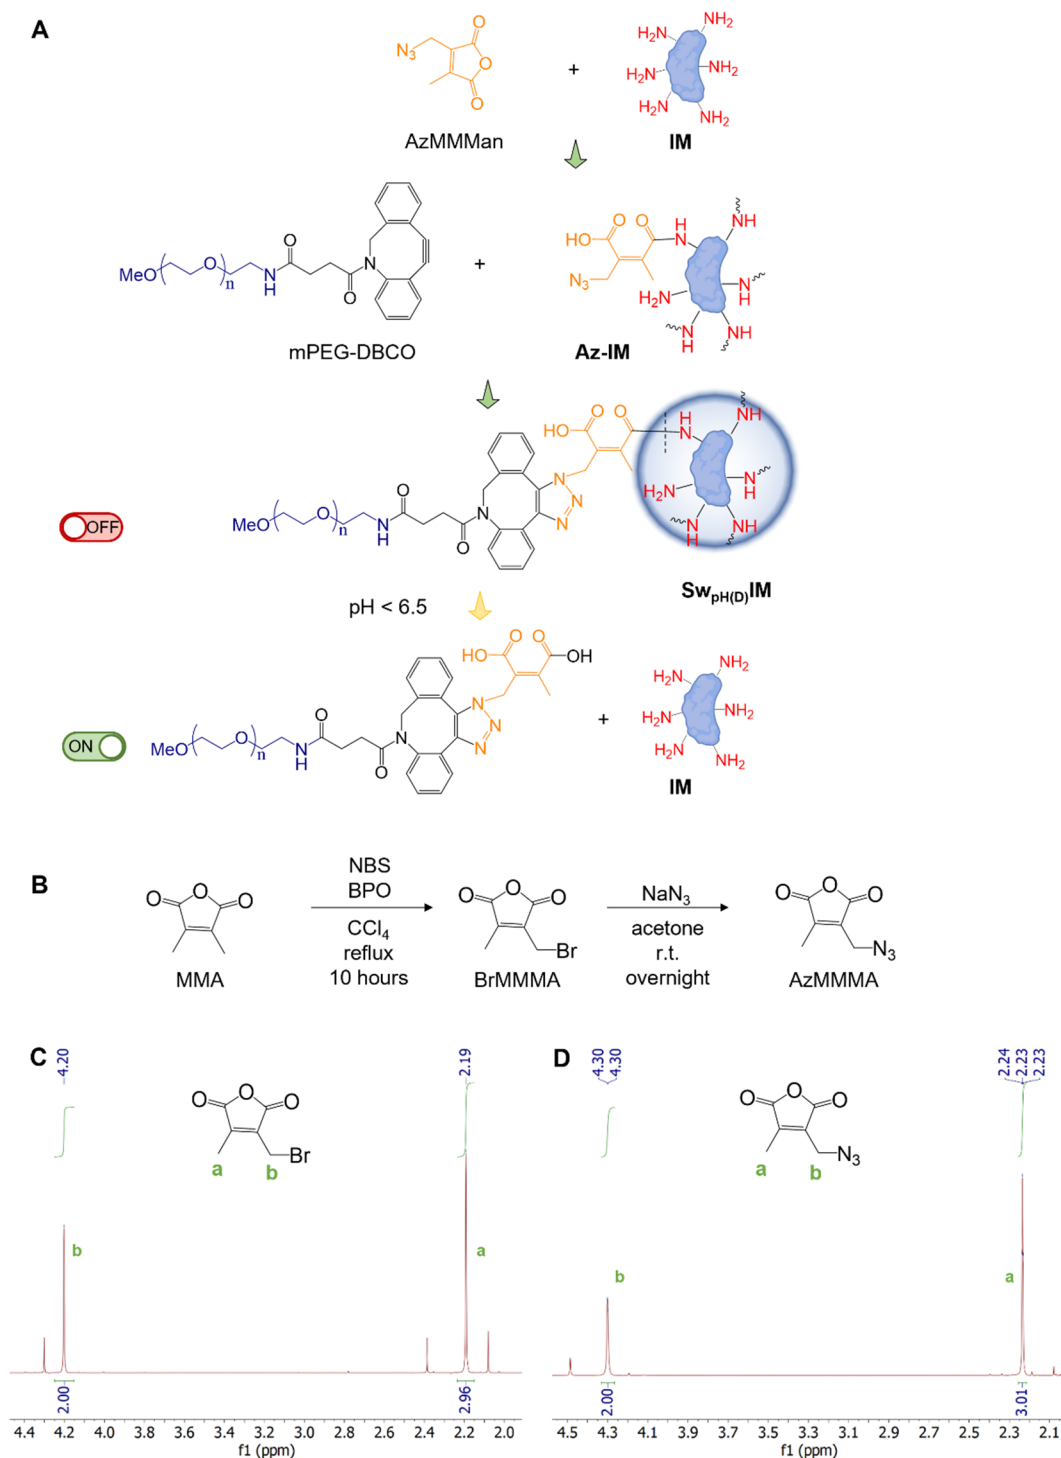 A
N₃
O
O
O
AzMMMan
+
H₂N
NH₂
H₂N
NH₂
H₂N
NH₂
IM
MeO
O
n
N
H
O
N
O
mPEG-DBCO
+
HO
O
O
H
N
NH
N₃
H₂N
N
H
N
H
NH
Az-IM
OFF
MeO
O
n
N
H
O
N
O
HO
O
O
N
N
N
H
N
NH
H₂N
N
H
N
H
NH
Sw_pH(D)IM
pH < 6.5
ON
MeO
O
n
N
H
O
N
O
HO
O
O
OH
N
N
N
+
H₂N
NH₂
H₂N
NH₂
H₂N
NH₂
IM
B
O
O
O
MMA
NBS
BPO
CCl₄
reflux
10 hours
O
O
O
Br
BrMMMA
NaN₃
acetone
r.t.
overnight
O
O
O
N₃
AzMMMA
C
4.20
2.19
O
O
O
Br
a
b
b
a
2.00
2.96
4.4 4.2 4.0 3.8 3.6 3.4 3.2 3.0 2.8 2.6 2.4 2.2 2.0
f1 (ppm)
D
4.30
4.30
2.24
2.23
2.23
O
O
O
N₃
a
b
b
a
2.00
3.01
4.5 4.3 4.1 3.9 3.7 3.5 3.3 3.1 2.9 2.7 2.5 2.3 2.1
f1 (ppm)